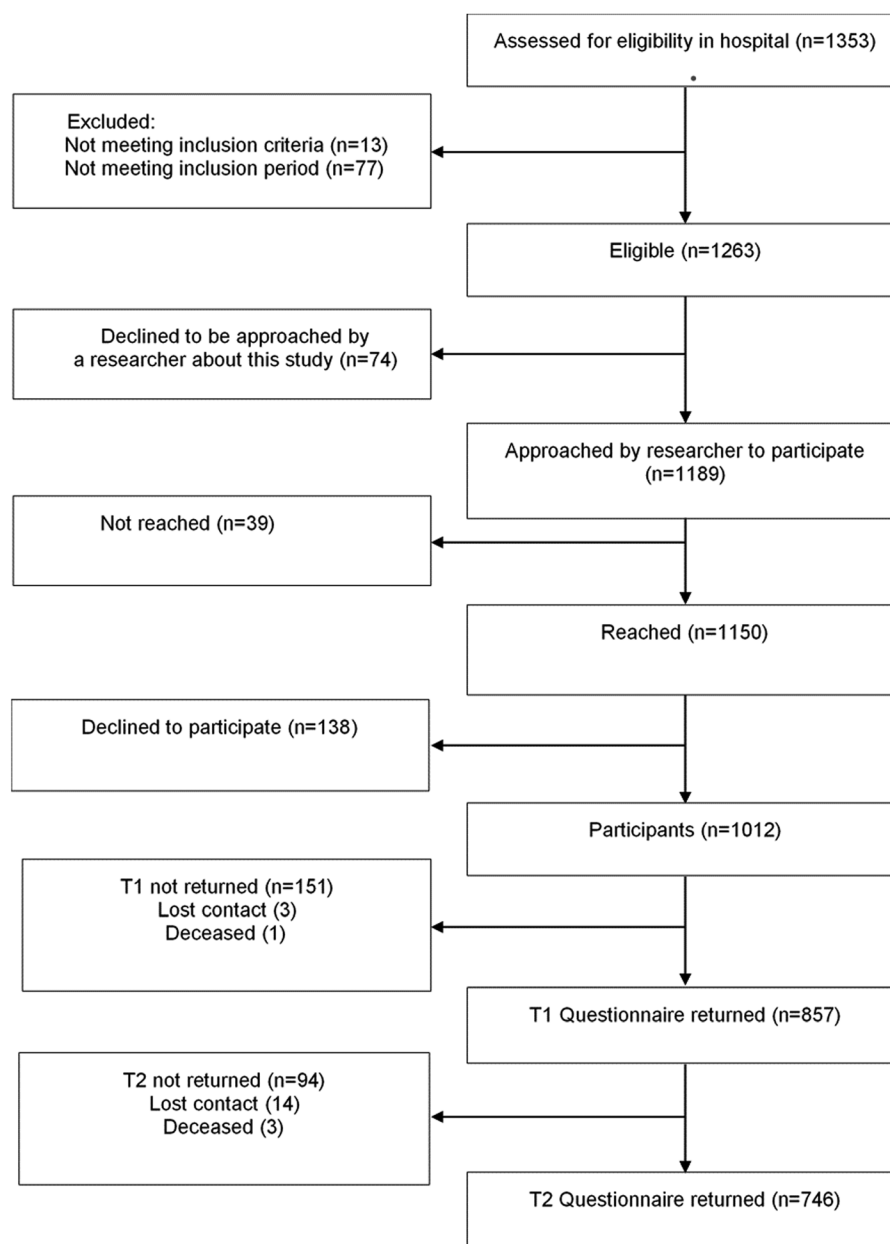 Assessed for eligibility in hospital (n=1353)
Excluded:
Not meeting inclusion criteria (n=13)
Not meeting inclusion period (n=77)
Eligible (n=1263)
Declined to be approached by
a researcher about this study (n=74)
Approached by researcher to participate
(n=1189)
Not reached (n=39)
Reached (n=1150)
Declined to participate (n=138)
Participants (n=1012)
T1 not returned (n=151)
Lost contact (3)
Deceased (1)
T1 Questionnaire returned (n=857)
T2 not returned (n=94)
Lost contact (14)
Deceased (3)
T2 Questionnaire returned (n=746)